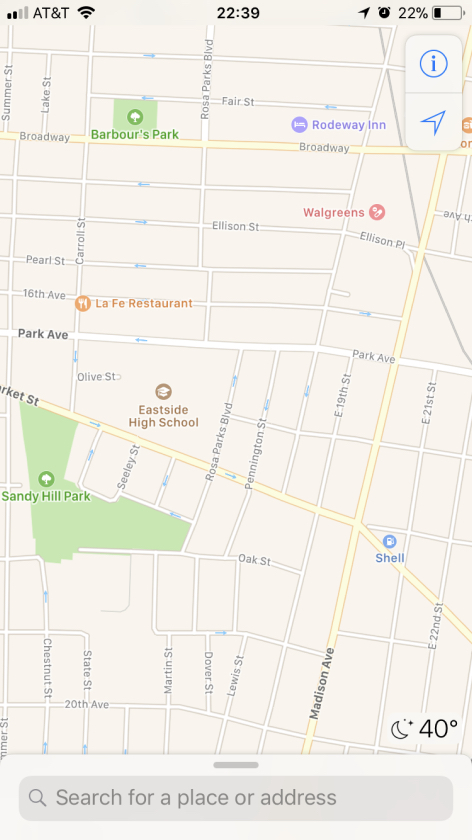 AT&T
22:39
22%
Summer St
Lake St
Rosa Parks Blvd
Fair St
Barbour's Park
Rodeway Inn
Broadway
Broadway
Walgreens
Carroll St
Ellison St
Ellison Pl
Pearl St
16th Ave
La Fe Restaurant
Park Ave
Park Ave
Olive St
rket St
Eastside
High School
E 19th St
E 21st St
Rosa Parks Blvd
Pennington St
Seeley St
Sandy Hill Park
Shell
Oak St
E 22nd St
Chestnut St
State St
Martin St
Dover St
Lewis St
Madison Ave
20th Ave
mer St
40°
Search for a place or address